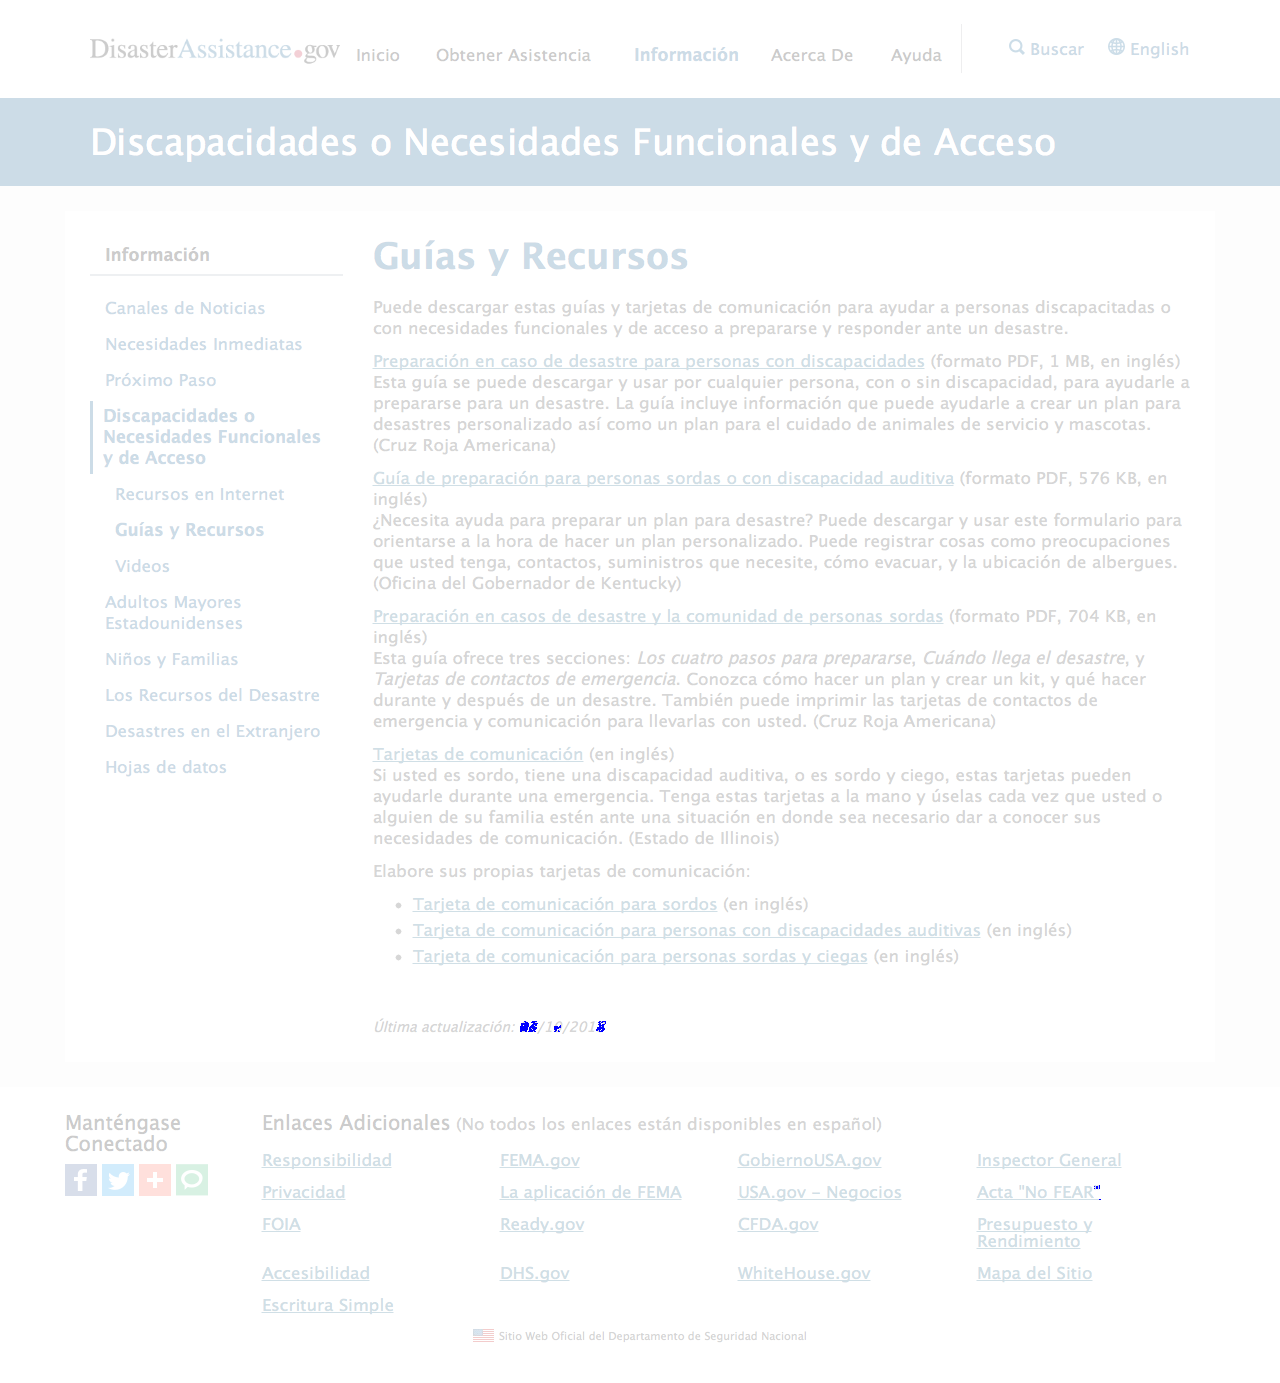 DisasterAssistance.gov
Inicio
Obtener Asistencia
Información
Acerca De
Ayuda
Buscar
English
Discapacidades o Necesidades Funcionales y de Acceso
Información
Canales de Noticias
Necesidades Inmediatas
Próximo Paso
Discapacidades o
Necesidades Funcionales
y de Acceso
Recursos en Internet
Guías y Recursos
Videos
Adultos Mayores
Estadounidenses
Niños y Familias
Los Recursos del Desastre
Desastres en el Extranjero
Hojas de datos
Guías y Recursos
Puede descargar estas guías y tarjetas de comunicación para ayudar a personas discapacitadas o
con necesidades funcionales y de acceso a prepararse y responder ante un desastre.
Preparación en caso de desastre para personas con discapacidades (formato PDF, 1 MB, en inglés)
Esta guía se puede descargar y usar por cualquier persona, con o sin discapacidad, para ayudarle a
prepararse para un desastre. La guía incluye información que puede ayudarle a crear un plan para
desastres personalizado así como un plan para el cuidado de animales de servicio y mascotas.
(Cruz Roja Americana)
Guía de preparación para personas sordas o con discapacidad auditiva (formato PDF, 576 KB, en
inglés)
¿Necesita ayuda para preparar un plan para desastre? Puede descargar y usar este formulario para
orientarse a la hora de hacer un plan personalizado. Puede registrar cosas como preocupaciones
que usted tenga, contactos, suministros que necesite, cómo evacuar, y la ubicación de albergues.
(Oficina del Gobernador de Kentucky)
Preparación en casos de desastre y la comunidad de personas sordas (formato PDF, 704 KB, en
inglés)
Esta guía ofrece tres secciones: Los cuatro pasos para prepararse, Cuándo llega el desastre, y
Tarjetas de contactos de emergencia. Conozca cómo hacer un plan y crear un kit, y qué hacer
durante y después de un desastre. También puede imprimir las tarjetas de contactos de
emergencia y comunicación para llevarlas con usted. (Cruz Roja Americana)
Tarjetas de comunicación (en inglés)
Si usted es sordo, tiene una discapacidad auditiva, o es sordo y ciego, estas tarjetas pueden
ayudarle durante una emergencia. Tenga estas tarjetas a la mano y úselas cada vez que usted o
alguien de su familia estén ante una situación en donde sea necesario dar a conocer sus
necesidades de comunicación. (Estado de Illinois)
Elabore sus propias tarjetas de comunicación:
Tarjeta de comunicación para sordos (en inglés)
Tarjeta de comunicación para personas con discapacidades auditivas (en inglés)
Tarjeta de comunicación para personas sordas y ciegas (en inglés)
Última actualización:
Manténgase
Conectado
Enlaces Adicionales (No todos los enlaces están disponibles en español)
Responsibilidad
FEMA.gov
GobiernoUSA.gov
Inspector General
Privacidad
La aplicación de FEMA
USA.gov – Negocios
Acta "No FEAR"
FOIA
Ready.gov
CFDA.gov
Presupuesto y
Rendimiento
Accesibilidad
DHS.gov
WhiteHouse.gov
Mapa del Sitio
Escritura Simple
Sitio Web Oficial del Departamento de Seguridad Nacional